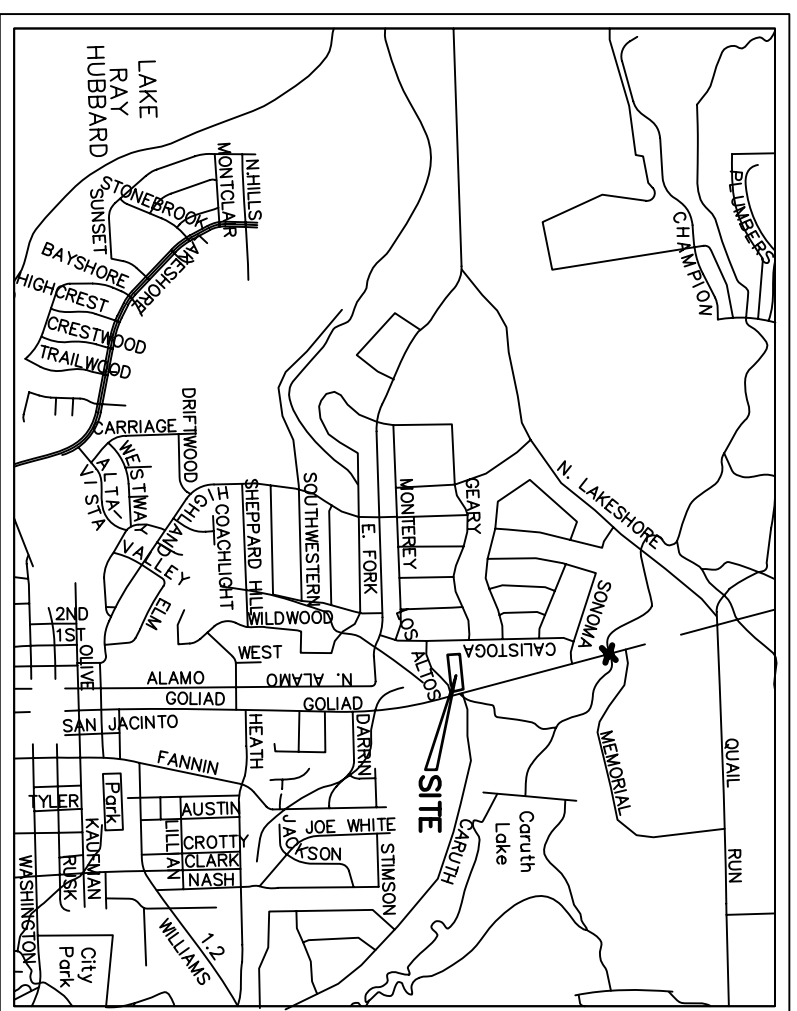 LAKE
RAY
HUBBARD
PLUMBERS
CHAMPION
N.HILLS
MONTCLAIR
STONEBROOK
SUNSET
LAKESHORE
BAYSHORE
HIGHCREST
CRESTWOOD
TRAILWOOD
DRIFTWOOD
CARRIAGE
WESTWAY
ALTA
VISTA
HIGHLAND
VALLEY
ELM
COACHLIGHT
SHEPPARD HILL
SOUTHWESTERN
E. FORK
MONTEREY
GEARY
N. LAKESHORE
SONOMA
CALISTOGA
LOS ALTOS
WILDWOOD
WEST
2ND
1ST
OLIVE
ALAMO
N. ALAMO
GOLIAD
GOLIAD
SAN JACINTO
HEATH
DARRIN
FANNIN
SITE
MEMORIAL
QUAIL
RUN
TYLER
Park
KAUFMAN
AUSTIN
LILLIAN
CROTTY
CLARK
NASH
JACKSON
JOE WHITE
STIMSON
CARUTH
Caruth
Lake
WASHINGTON
RUSK
City
Park
WILLIAMS
1.2